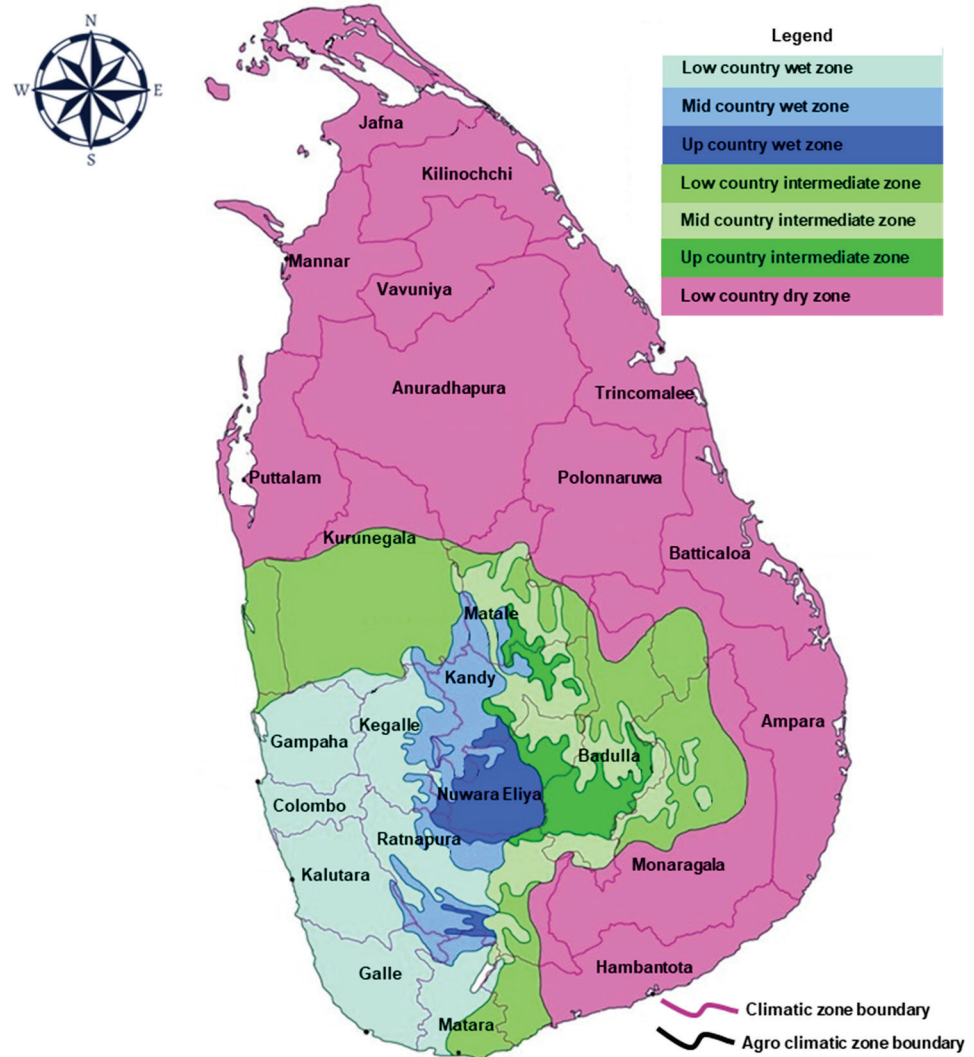 N
W
E
S
Legend
Low country wet zone
Mid country wet zone
Up country wet zone
Low country intermediate zone
Mid country intermediate zone
Up country intermediate zone
Low country dry zone
Jafna
Kilinochchi
Mannar
Vavuniya
Anuradhapura
Trincomalee
Puttalam
Polonnaruwa
Kurunegala
Batticaloa
Matale
Kandy
Ampara
Kegalle
Gampaha
Badulla
Nuwara Eliya
Colombo
Ratnapura
Kalutara
Monaragala
Galle
Hambantota
Matara
Climatic zone boundary
Agro climatic zone boundary